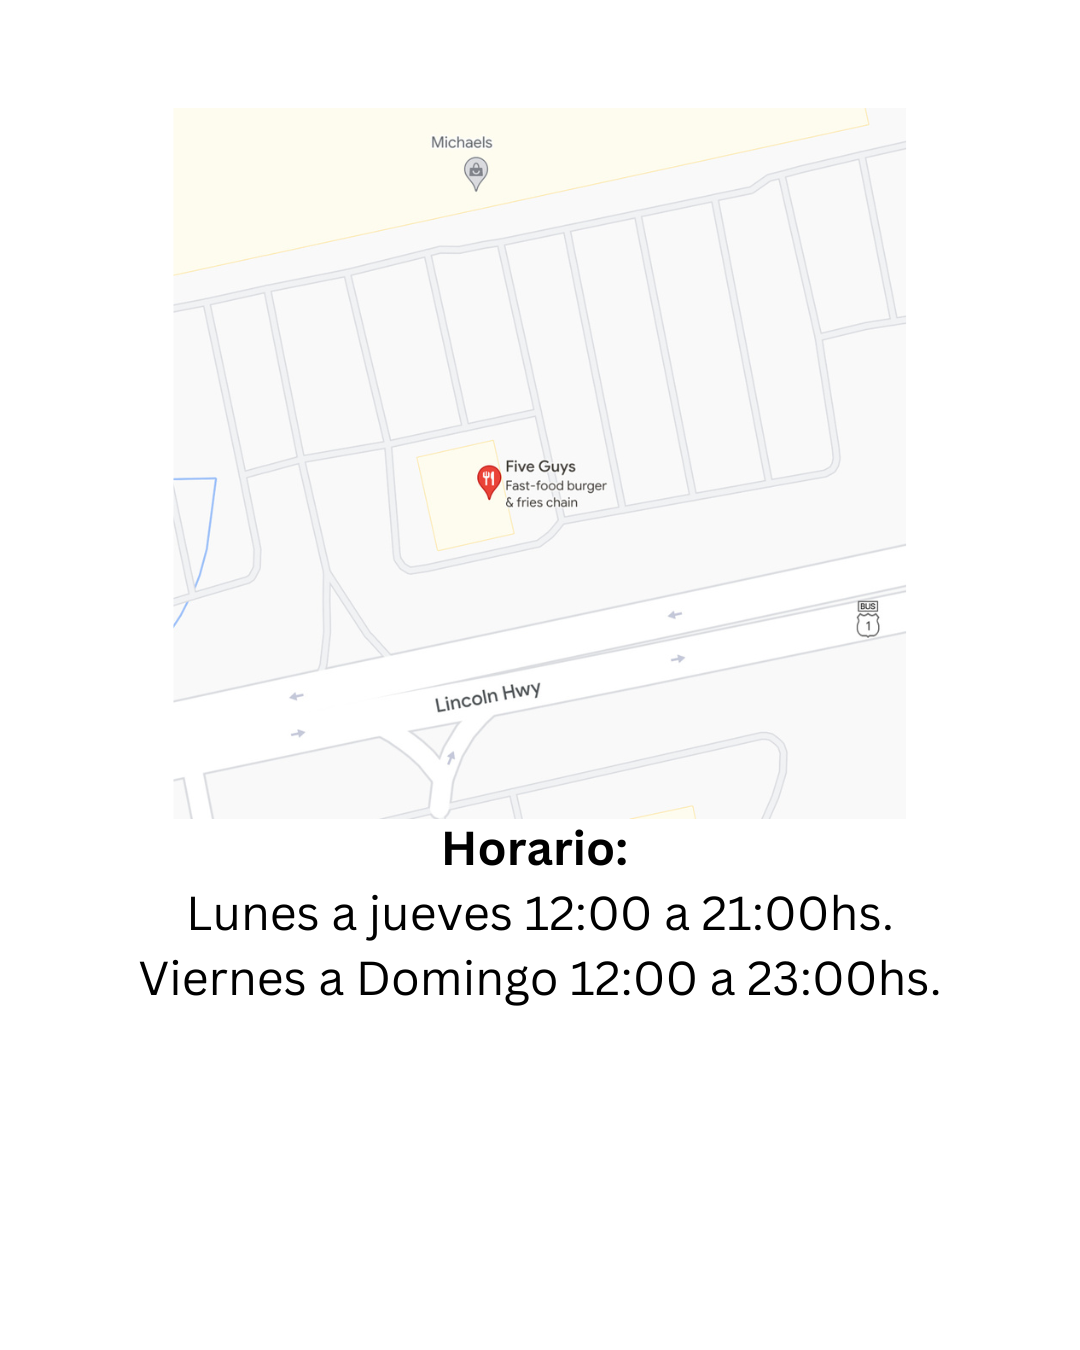 Michaels
Five Guys
Fast-food burger
& fries chain
BUS
1
Lincoln Hwy
Horario:
Lunes a jueves 12:00 a 21:00hs.
Viernes a Domingo 12:00 a 23:00hs.